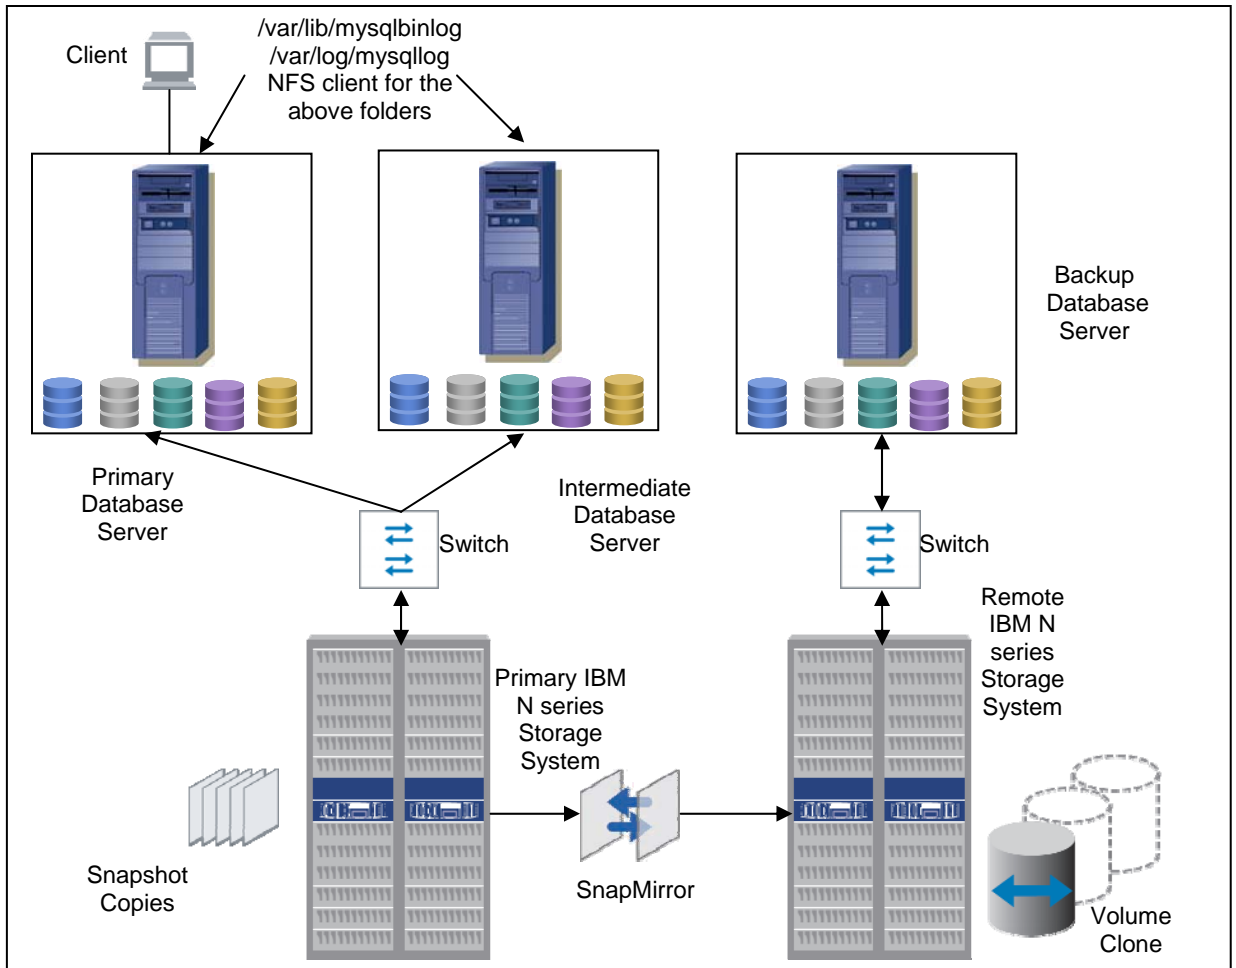 /var/lib/mysqlbinlog
/var/log/mysqllog
NFS client for the
above folders
Client
Backup
Database
Server
Primary
Database
Server
Intermediate
Database
Server
Switch
Switch
Remote
IBM N
series
Storage
System
Primary IBM
N series
Storage
System
Snapshot
Copies
SnapMirror
Volume
Clone